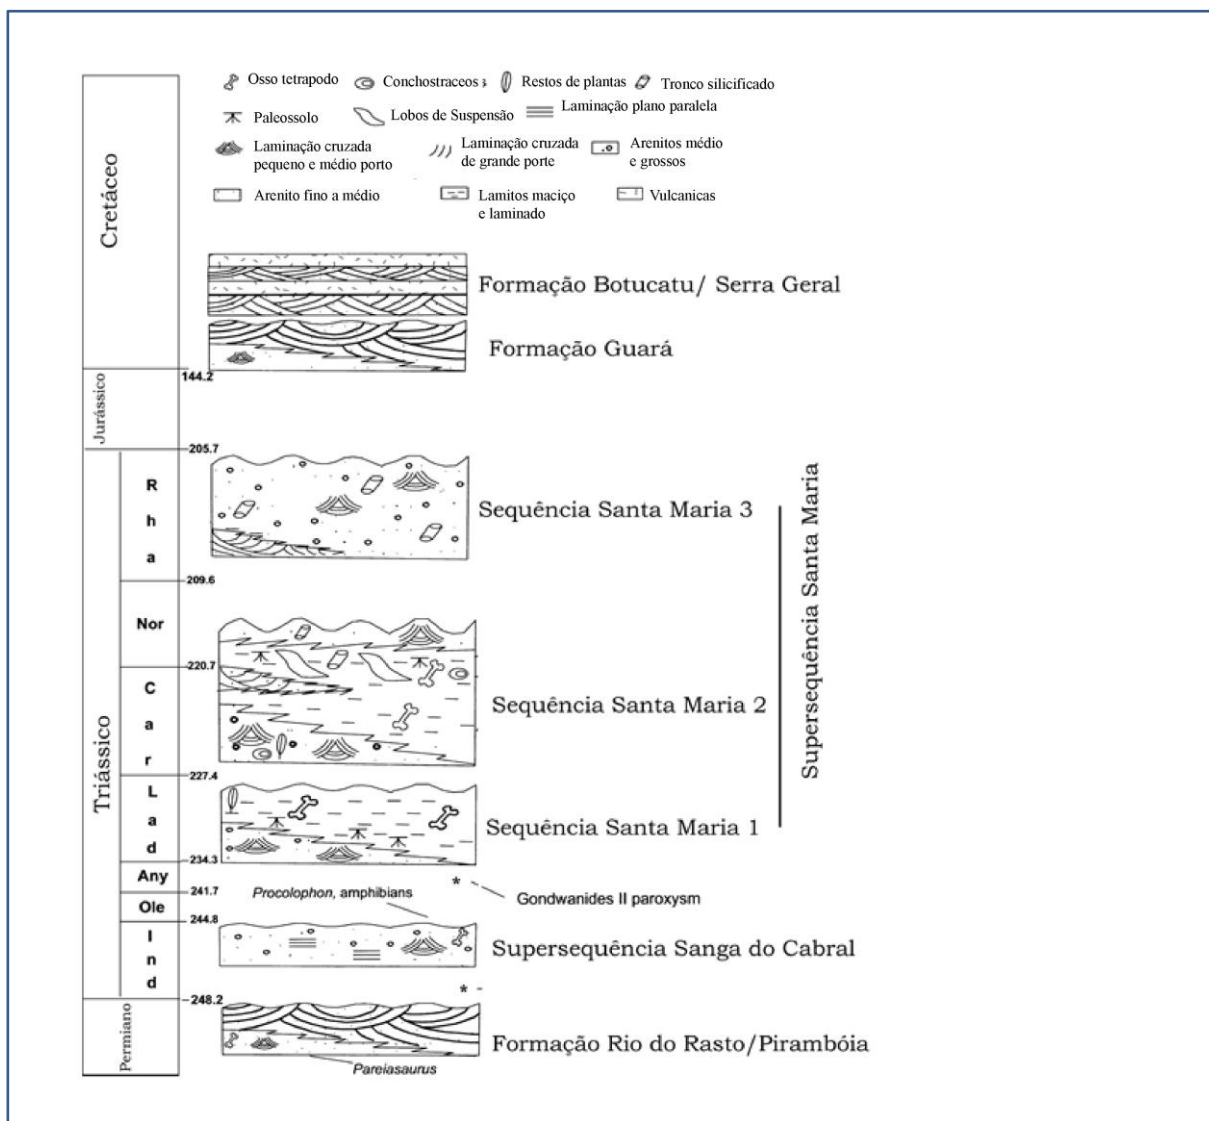 Osso tetrapodo
Conchostraceos
Restos de plantas
Tronco silicificado
Paleossolo
Lobos de Suspensão
Laminação plano paralela
Laminação cruzada
pequeno e médio porto
Laminação cruzada
de grande porte
Arenitos médio
e grossos
Arenito fino a médio
Lamitos maciço
e laminado
Vulcanicas
Cretáceo
Formação Botucatu/ Serra Geral
Formação Guará
144.2
Jurássico
205.7
Triássico
R
h
a
Sequência Santa Maria 3
209.6
Nor
220.7
C
a
r
Sequência Santa Maria 2
Supersequência Santa Maria
227.4
L
a
d
Sequência Santa Maria 1
234.3
Any
* Gondwanides II paroxysm
241.7
Procolophon, amphibians
Ole
244.8
I
n
d
Supersequência Sanga do Cabral
* -
248.2
Permiano
Formação Rio do Rasto/Pirambóia
Pareiasaurus